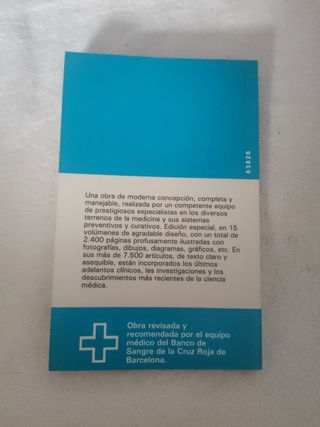 63826
Una obra de moderna concepción, completa y
manejable, realizada por un competente equipo
de prestigiosos especialistas en los diversos
terrenos de la medicina y sus sistemas
preventivos y curativos. Edición especial, en 15
volúmenes de agradable diseño, con un total de
2.400 páginas profusamente ilustradas con
fotografías, dibujos, diagramas, gráficos, etc. En
sus más de 7.500 artículos, de texto claro y
asequible, están incorporados los últimos
adelantos clínicos, las investigaciones y los
descubrimientos más recientes de la ciencia
médica.
Obra revisada y
recomendada por el equipo
médico del Banco de
Sangre de la Cruz Roja de
Barcelona.